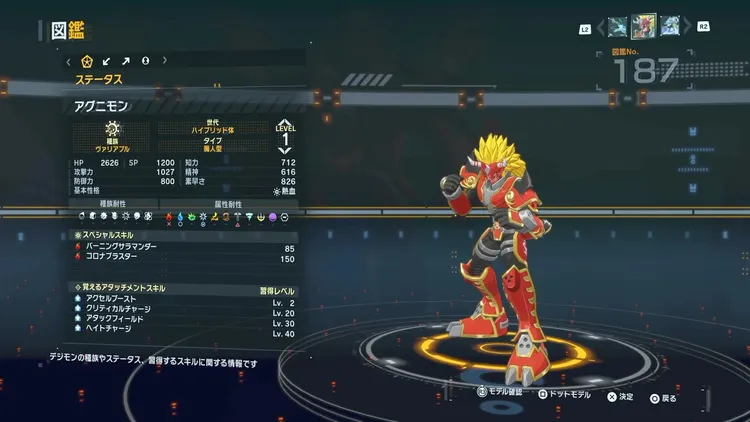 図鑑
L2
R2
図鑑No.
187
ステータス
アグニモン
種族
ヴァリアブル
世代
ハイブリッド体
タイプ
魔人型
LEVEL
1
HP 2626 SP 1200 知力 712
攻撃力 1027 精神 616
防御力 800 素早さ 826
基本性格 熱血
種族耐性 属性耐性
スペシャルスキル
バーニングサラマンダー 85
コロナブラスター 150
覚えるアタッチメントスキル 習得レベル
アクセルブースト Lv. 2
クリティカルチャージ Lv. 20
アタックフィールド Lv. 30
ヘイトチャージ Lv. 40
デジモンの種族やステータス、習得するスキルに関する情報です
R3 モデル確認 ドットモデル 決定 戻る